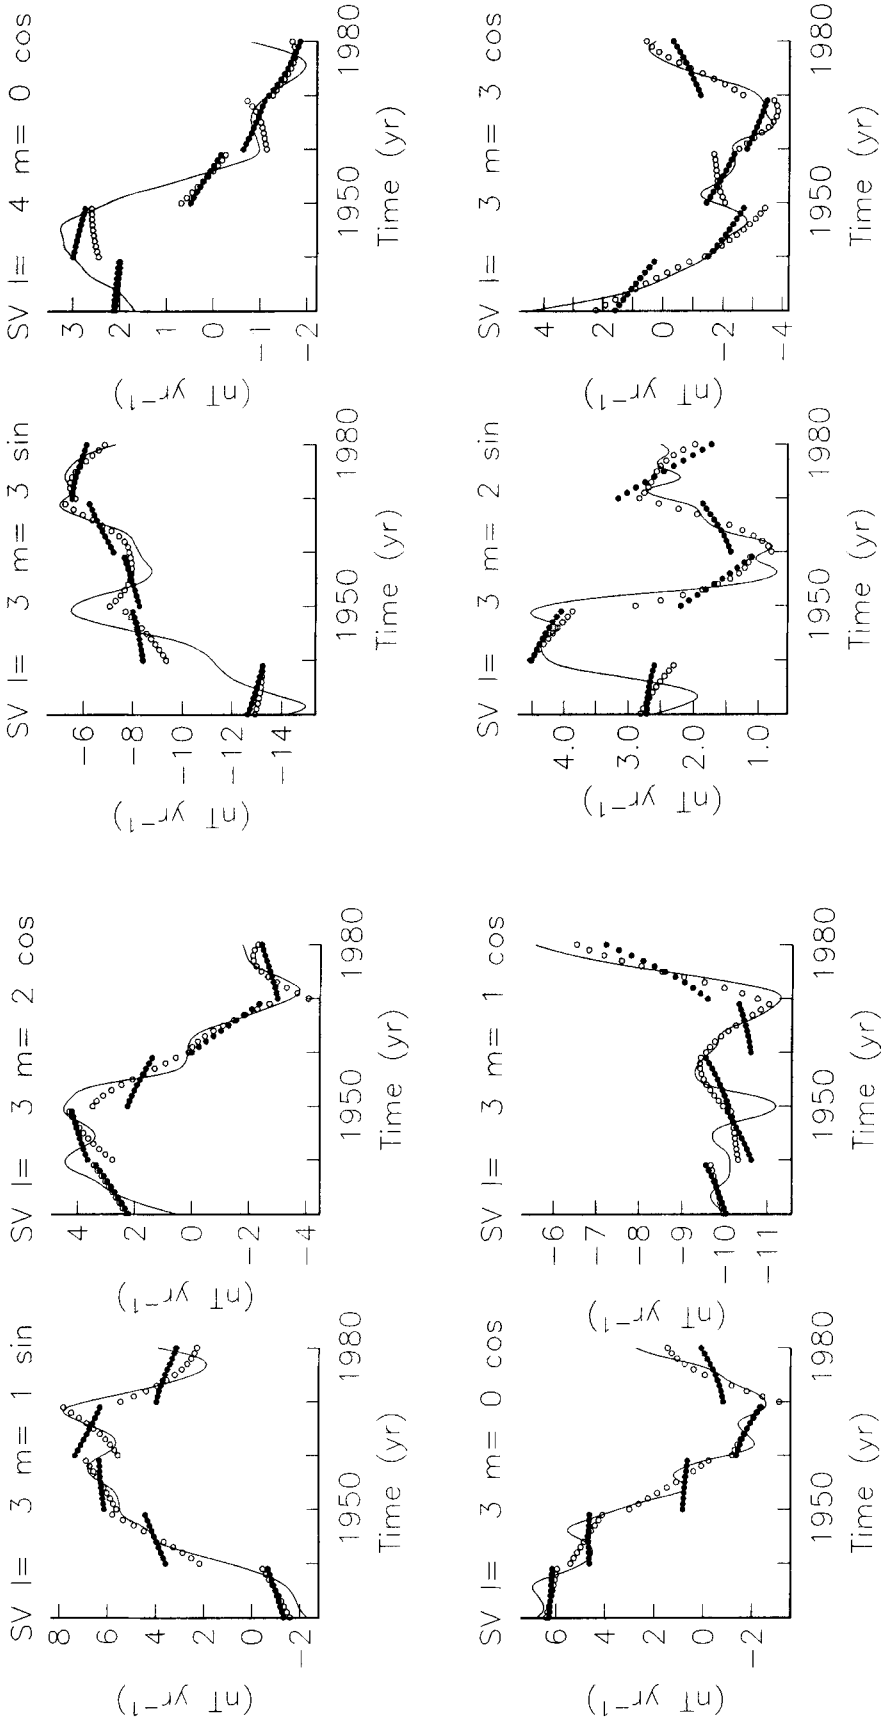 SV l= 3 m= 1 sin
8
6
4
2
0
−2
(nT yr⁻¹)
1950 1980
Time (yr)
SV l= 3 m= 2 cos
4
2
0
−2
−4
(nT yr⁻¹)
1950 1980
Time (yr)
SV l= 3 m= 3 sin
−6
−8
−10
−12
−14
(nT yr⁻¹)
1950 1980
Time (yr)
SV l= 4 m= 0 cos
3
2
1
0
−1
−2
(nT yr⁻¹)
1950 1980
Time (yr)
SV l= 3 m= 0 cos
6
4
2
0
−2
(nT yr⁻¹)
1950 1980
Time (yr)
SV l= 3 m= 1 cos
−6
−7
−8
−9
−10
−11
(nT yr⁻¹)
1950 1980
Time (yr)
SV l= 3 m= 2 sin
4.0
3.0
2.0
1.0
(nT yr⁻¹)
1950 1980
Time (yr)
SV l= 3 m= 3 cos
4
2
0
−2
−4
(nT yr⁻¹)
1950 1980
Time (yr)